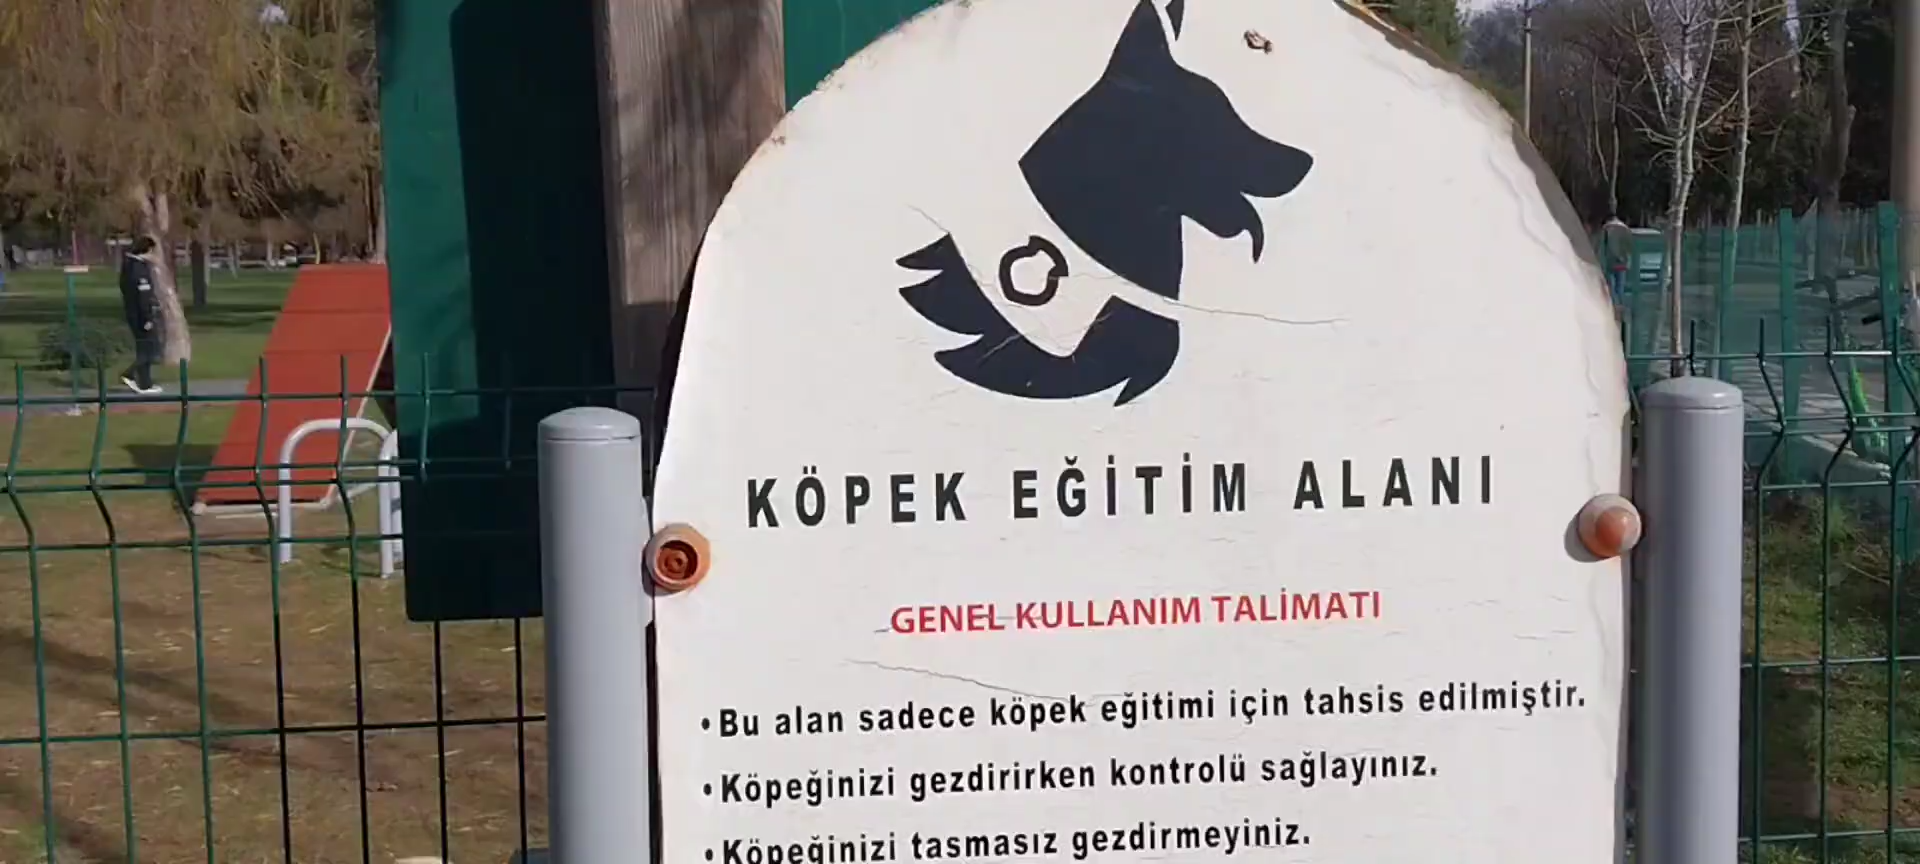 KÖPEK EĞİTİM ALANI
GENEL KULLANIM TALİMATI
• Bu alan sadece köpek eğitimi için tahsis edilmiştir.
• Köpeğinizi gezdirirken kontrolü sağlayınız.
• Köpeğinizi tasmasız gezdirmeyiniz.